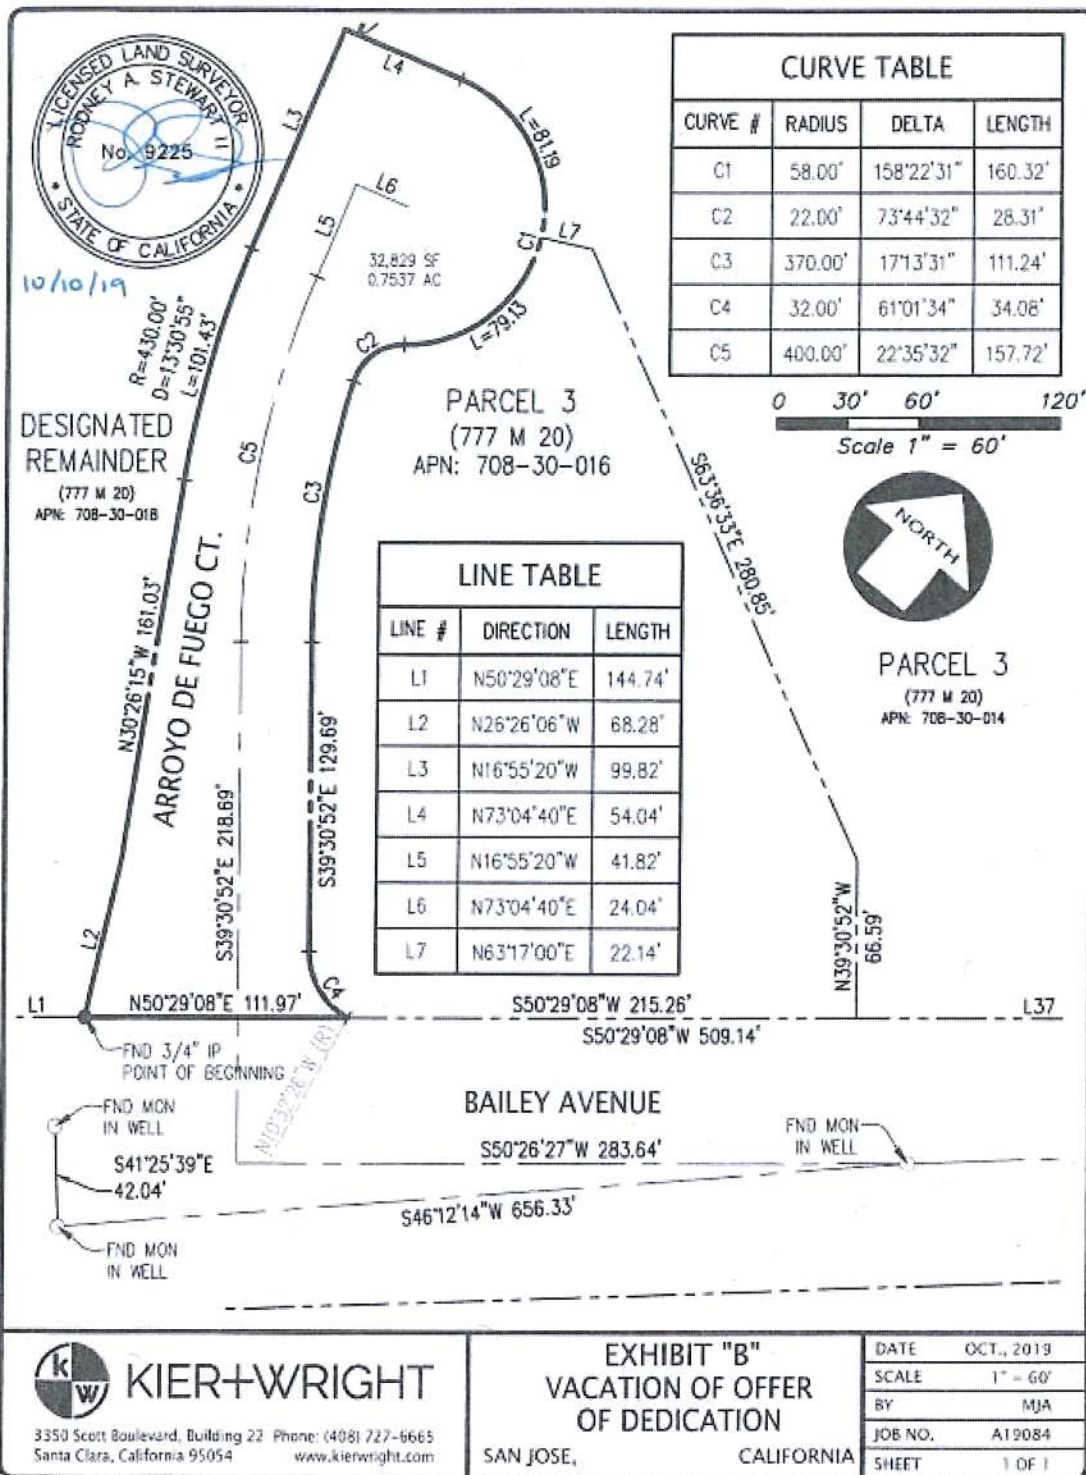 LICENSED LAND SURVEYOR
RODNEY A. STEWART II
No. 9225
STATE OF CALIFORNIA
10/10/19
L4
L3
L=81.19
L6
L5
C1
L7
32,829 SF
0.7537 AC
L=79.13
C2
R=430.00'
D=13°30'55"
L=101.43'
DESIGNATED
REMAINDER
(777 M 20)
APN: 708-30-018
C5
C3
PARCEL 3
(777 M 20)
APN: 708-30-016
CURVE TABLE
CURVE # RADIUS DELTA LENGTH
C1 58.00' 158°22'31" 160.32'
C2 22.00' 73°44'32" 28.31'
C3 370.00' 17°13'31" 111.24'
C4 32.00' 61°01'34" 34.08'
C5 400.00' 22°35'32" 157.72'
0 30' 60' 120'
Scale 1" = 60'
NORTH
S63°36'33"E 280.85'
PARCEL 3
(777 M 20)
APN: 708-30-014
LINE TABLE
LINE # DIRECTION LENGTH
L1 N50°29'08"E 144.74'
L2 N26°26'06"W 68.28'
L3 N16°55'20"W 99.82'
L4 N73°04'40"E 54.04'
L5 N16°55'20"W 41.82'
L6 N73°04'40"E 24.04'
L7 N63°17'00"E 22.14'
N30°26'15"W 161.03'
ARROYO DE FUEGO CT.
S39°30'52"E 218.69'
S39°30'52"E 129.69'
N39°30'52"W
66.59'
L2
C4
L1
N50°29'08"E 111.97'
S50°29'08"W 215.26'
L37
S50°29'08"W 509.14'
FND 3/4" IP
POINT OF BEGINNING
FND MON
IN WELL
BAILEY AVENUE
FND MON
IN WELL
S50°26'27"W 283.64'
S41°25'39"E
42.04'
S46°12'14"W 656.33'
FND MON
IN WELL
kw
KIER+WRIGHT
3350 Scott Boulevard, Building 22 Phone: (408) 727-6665
Santa Clara, California 95054 www.kierwright.com
EXHIBIT "B"
VACATION OF OFFER
OF DEDICATION
SAN JOSE, CALIFORNIA
DATE OCT., 2019
SCALE 1" = 60'
BY MJA
JOB NO. A19084
SHEET 1 OF 1